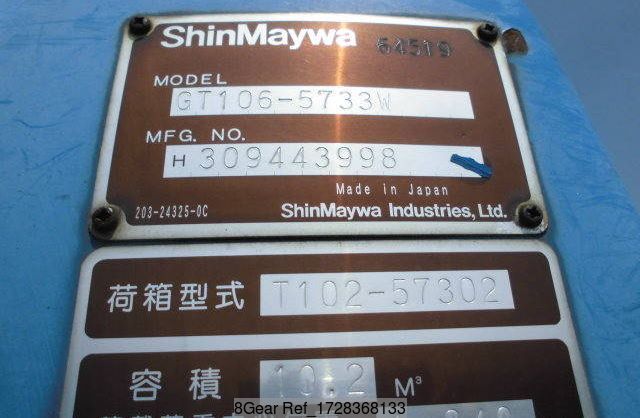 ShinMaywa 54519
MODEL
GT106-5733W
MFG. NO.
H 309443998
Made in Japan
203-24325-0C ShinMaywa Industries, Ltd.
荷箱型式 T102-57302
容積 10.2 M³
8Gear Ref_1728368133